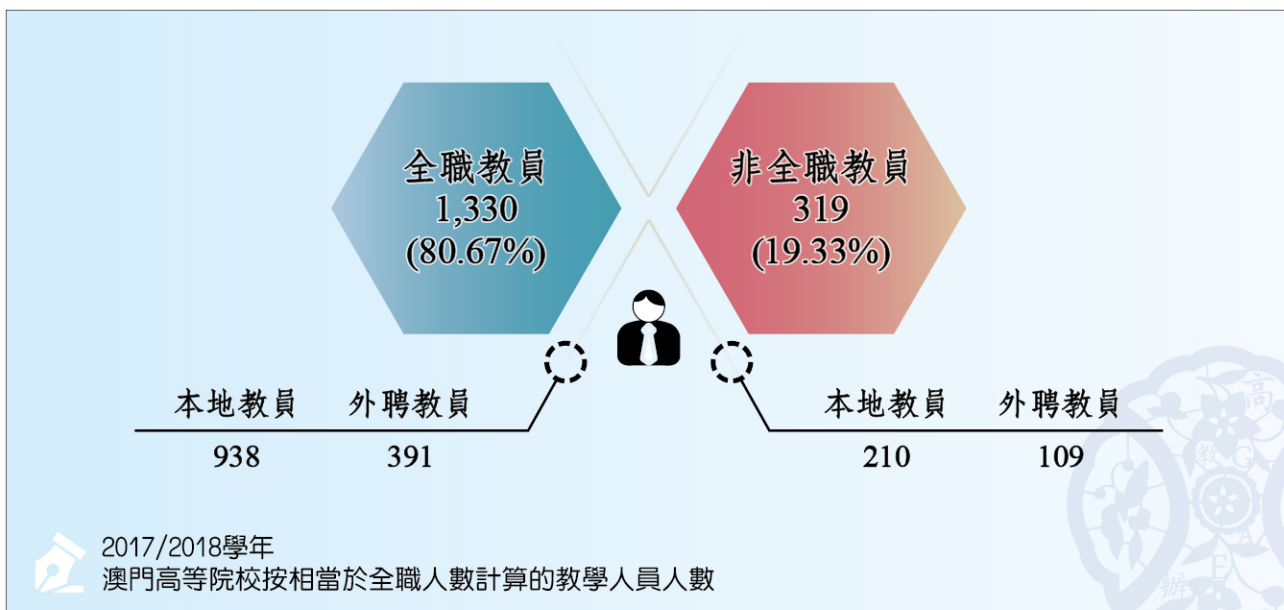 全職教員
1,330
(80.67%)
非全職教員
319
(19.33%)
本地教員 外聘教員
938 391
本地教員 外聘教員
210 109
2017/2018學年
澳門高等院校按相當於全職人數計算的教學人員人數
高
教
G
A
E
辦